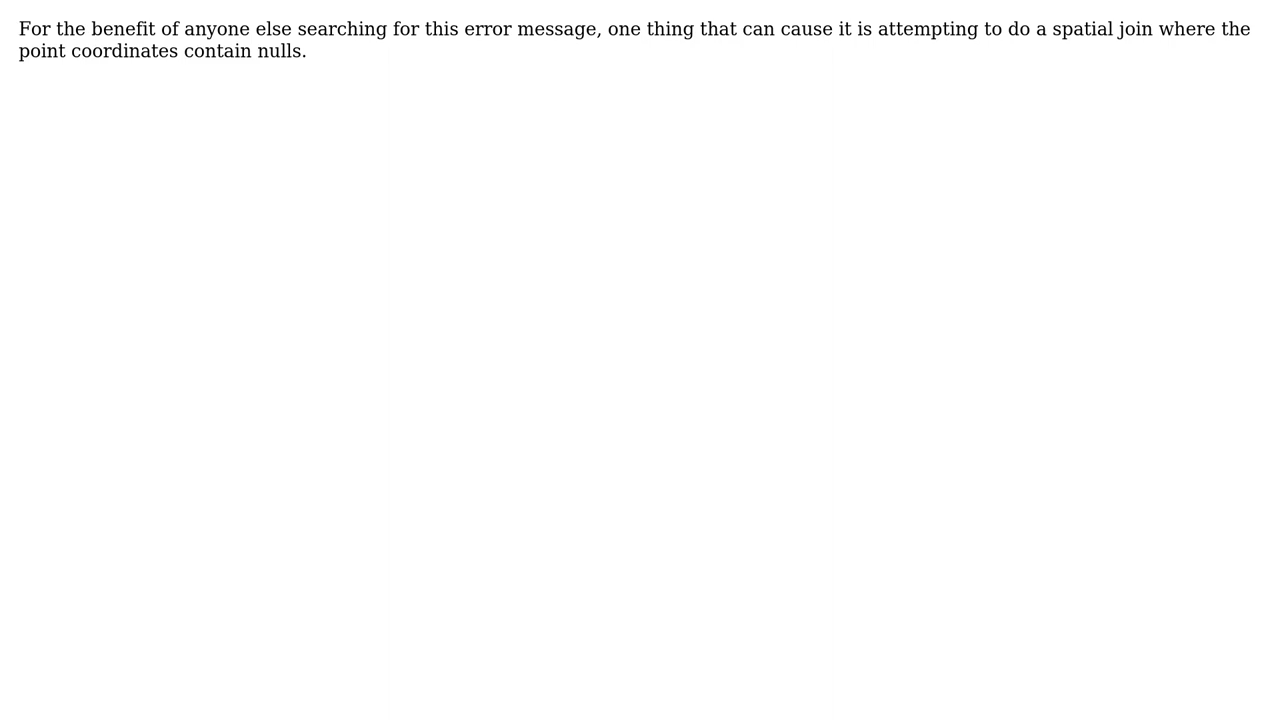 For the benefit of anyone else searching for this error message, one thing that can cause it is attempting to do a spatial join where the
point coordinates contain nulls.